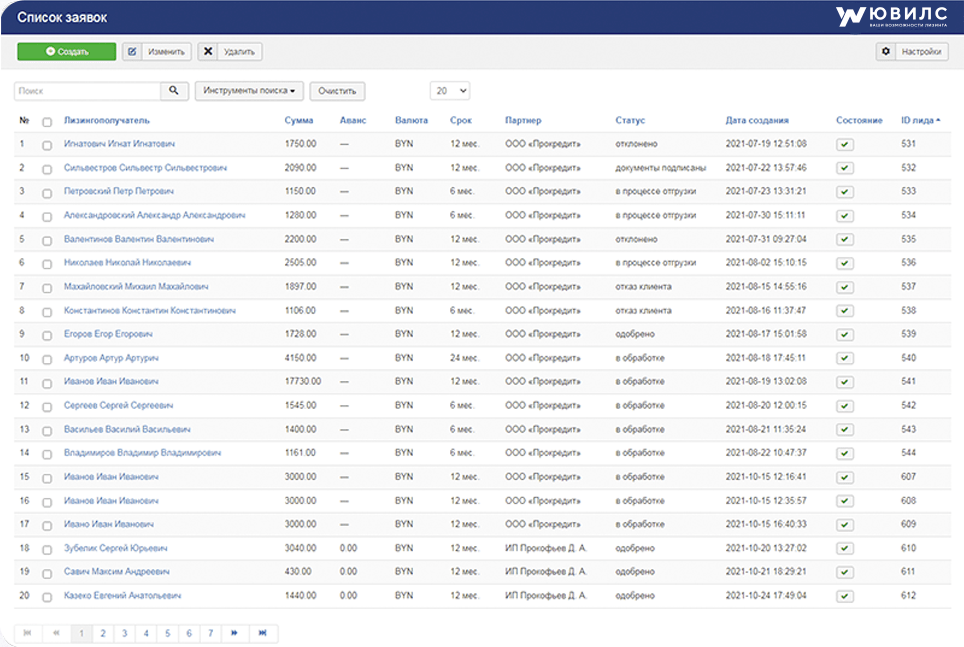 Список заявок
ЮВИЛС
ВАШИ ВОЗМОЖНОСТИ ЛИЗИНГА
Создать Изменить Удалить Настройки
Поиск Инструменты поиска Очистить 20
№ Лизингополучатель Сумма Аванс Валюта Срок Партнер Статус Дата создания Состояние ID лида
1 Игнатович Игнат Игнатович 1750.00 — BYN 12 мес. ООО «Прокредит» отклонено 2021-07-19 12:51:08 531
2 Сильвестров Сильвестр Сильвестрович 2080.00 — BYN 12 мес. ООО «Прокредит» документы подписаны 2021-07-22 13:57:46 532
3 Петровский Петр Петрович 1150.00 — BYN 6 мес. ООО «Прокредит» в процессе отгрузки 2021-07-23 13:31:21 533
4 Александровский Александр Александрович 1280.00 — BYN 6 мес. ООО «Прокредит» в процессе отгрузки 2021-07-30 15:11:11 534
5 Валентинов Валентин Валентинович 2200.00 — BYN 12 мес. ООО «Прокредит» отклонено 2021-07-31 09:27:04 535
6 Николаев Николай Николаевич 2505.00 — BYN 12 мес. ООО «Прокредит» в процессе отгрузки 2021-08-02 15:10:15 536
7 Махайловский Михаил Махайлович 1897.00 — BYN 12 мес. ООО «Прокредит» отказ клиента 2021-08-15 14:55:16 537
8 Константинов Константин Константинович 1106.00 — BYN 6 мес. ООО «Прокредит» отказ клиента 2021-08-16 11:37:47 538
9 Егоров Егор Егорович 1728.00 — BYN 12 мес. ООО «Прокредит» одобрено 2021-08-17 15:01:58 539
10 Артуров Артур Артурич 4150.00 — BYN 24 мес. ООО «Прокредит» в обработке 2021-08-18 17:45:11 540
11 Иванов Иван Иванович 17730.00 — BYN 12 мес. ООО «Прокредит» в обработке 2021-08-19 13:02:08 541
12 Сергеев Сергей Сергеевич 1545.00 — BYN 6 мес. ООО «Прокредит» в обработке 2021-08-20 12:00:15 542
13 Васильев Василий Васильевич 1400.00 — BYN 6 мес. ООО «Прокредит» в обработке 2021-08-21 11:35:24 543
14 Владимиров Владимир Владимирович 1161.00 — BYN 6 мес. ООО «Прокредит» в обработке 2021-08-22 10:47:37 544
15 Иванов Иван Иванович 3000.00 — BYN 12 мес. ООО «Прокредит» в обработке 2021-10-15 12:16:41 607
16 Иванов Иван Иванович 3000.00 — BYN 12 мес. ООО «Прокредит» в обработке 2021-10-15 12:35:57 608
17 Ивано Иван Иванович 3000.00 — BYN 12 мес. ООО «Прокредит» в обработке 2021-10-15 16:40:33 609
18 Зубелик Сергей Юрьевич 3040.00 0.00 BYN 12 мес. ИП Прокофьев Д. А. одобрено 2021-10-20 13:27:02 610
19 Савич Максим Андреевич 430.00 0.00 BYN 12 мес. ИП Прокофьев Д. А. одобрено 2021-10-21 18:29:21 611
20 Казеко Евгений Анатольевич 1440.00 0.00 BYN 12 мес. ИП Прокофьев Д. А. одобрено 2021-10-24 17:49:04 612
1 2 3 4 5 6 7